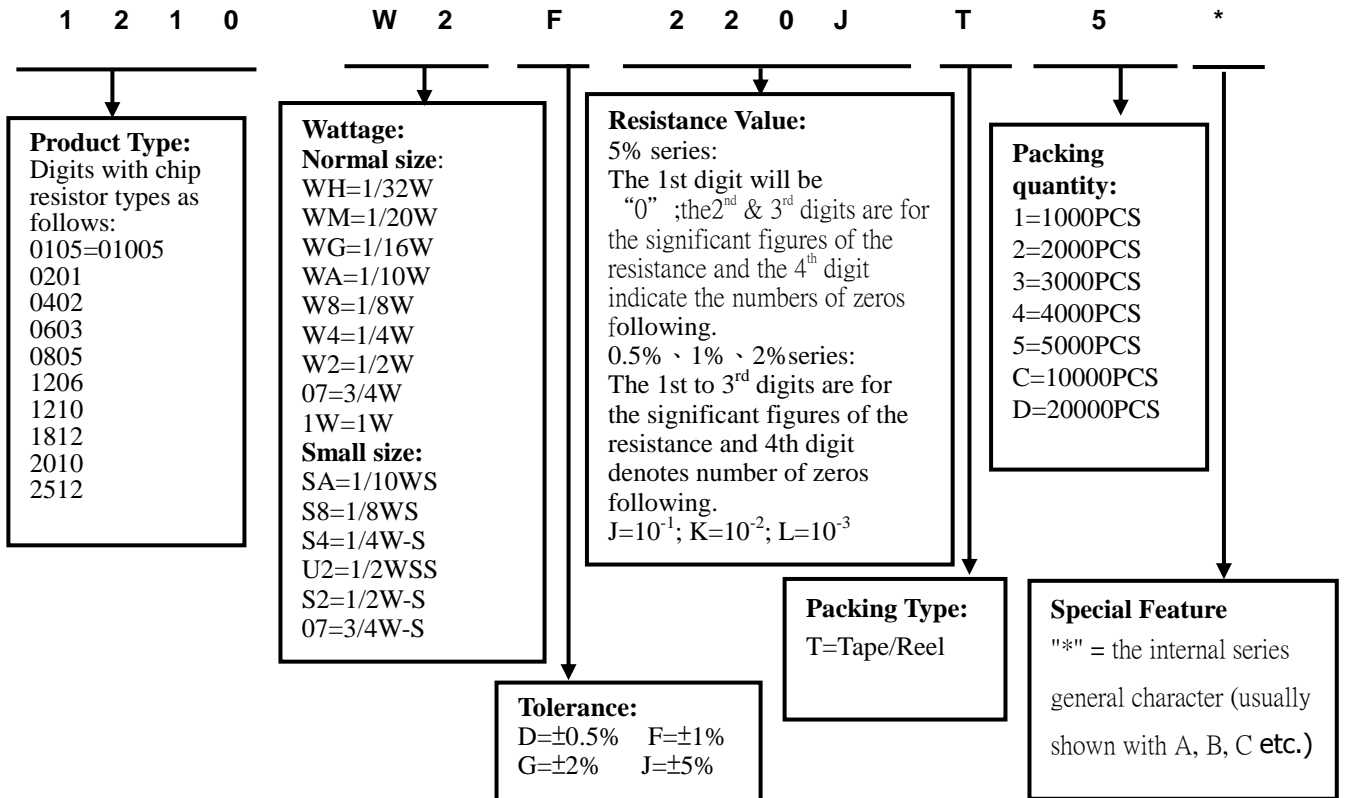 1 2 1 0 W 2 F 2 2 0 J T 5 *
Product Type:
Digits with chip
resistor types as
follows:
0105=01005
0201
0402
0603
0805
1206
1210
1812
2010
2512
Wattage:
Normal size:
WH=1/32W
WM=1/20W
WG=1/16W
WA=1/10W
W8=1/8W
W4=1/4W
W2=1/2W
07=3/4W
1W=1W
Small size:
SA=1/10WS
S8=1/8WS
S4=1/4W-S
U2=1/2WSS
S2=1/2W-S
07=3/4W-S
Tolerance:
D=±0.5% F=±1%
G=±2% J=±5%
Resistance Value:
5% series:
The 1st digit will be
“0” ;the2nd & 3rd digits are for
the significant figures of the
resistance and the 4th digit
indicate the numbers of zeros
following.
0.5%、1%、2%series:
The 1st to 3rd digits are for
the significant figures of the
resistance and 4th digit
denotes number of zeros
following.
J=10-1; K=10-2; L=10-3
Packing Type:
T=Tape/Reel
Packing
quantity:
1=1000PCS
2=2000PCS
3=3000PCS
4=4000PCS
5=5000PCS
C=10000PCS
D=20000PCS
Special Feature
"*" = the internal series
general character (usually
shown with A, B, C etc.)